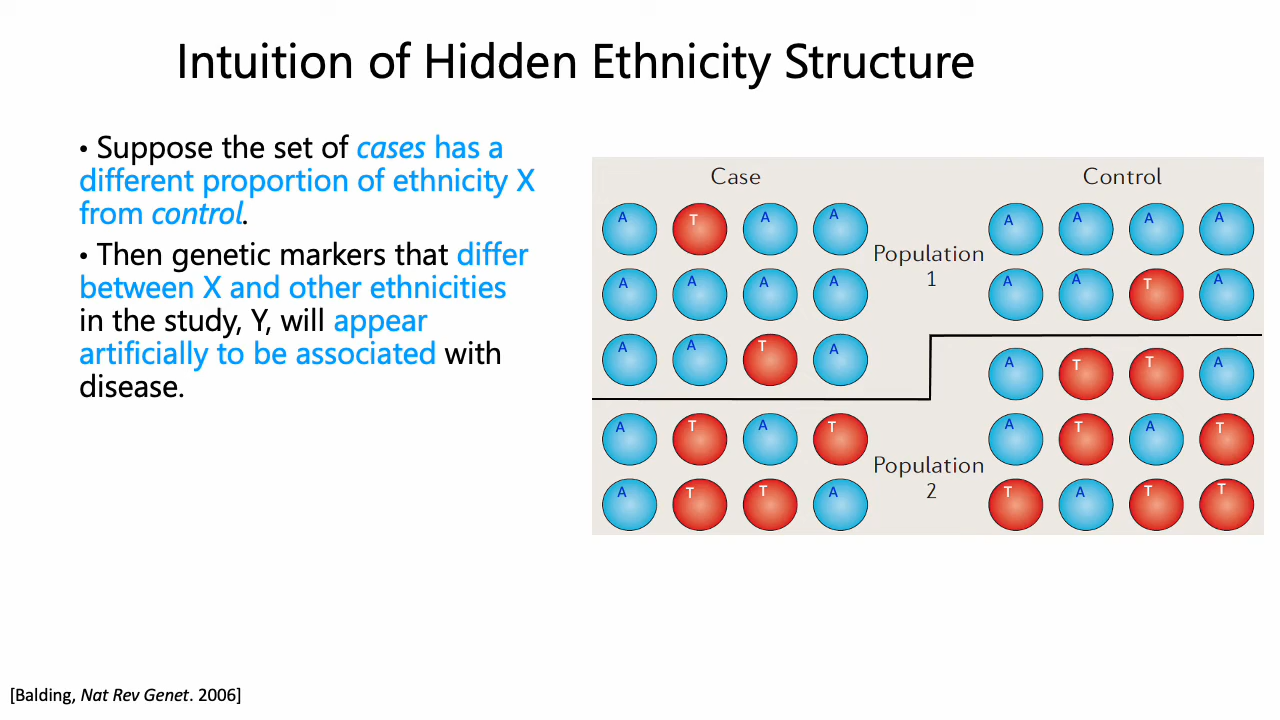 Intuition of Hidden Ethnicity Structure
• Suppose the set of cases has a
different proportion of ethnicity X
from control.
• Then genetic markers that differ
between X and other ethnicities
in the study, Y, will appear
artificially to be associated with
disease.
Case Control
A T A A A A A A
Population
1
A A A A A A T A
A A T A
A T T A
A T A T A T A T
Population
2
A T T A T A T T
[Balding, Nat Rev Genet. 2006]